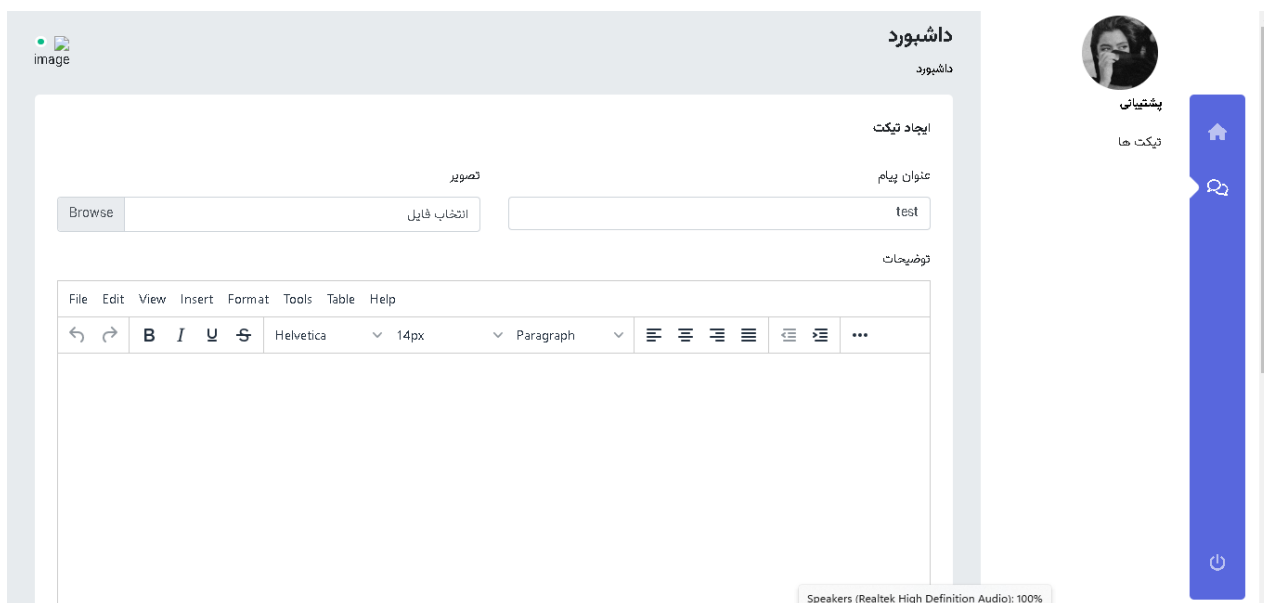 داشبورد
image
داشبورد
پشتیبانی
تیکت ها
ایجاد تیکت
عنوان پیام
تصویر
test
انتخاب فایل
Browse
توضیحات
File Edit View Insert Format Tools Table Help
B I U S Helvetica 14px Paragraph
Speakers (Realtek High Definition Audio): 100%